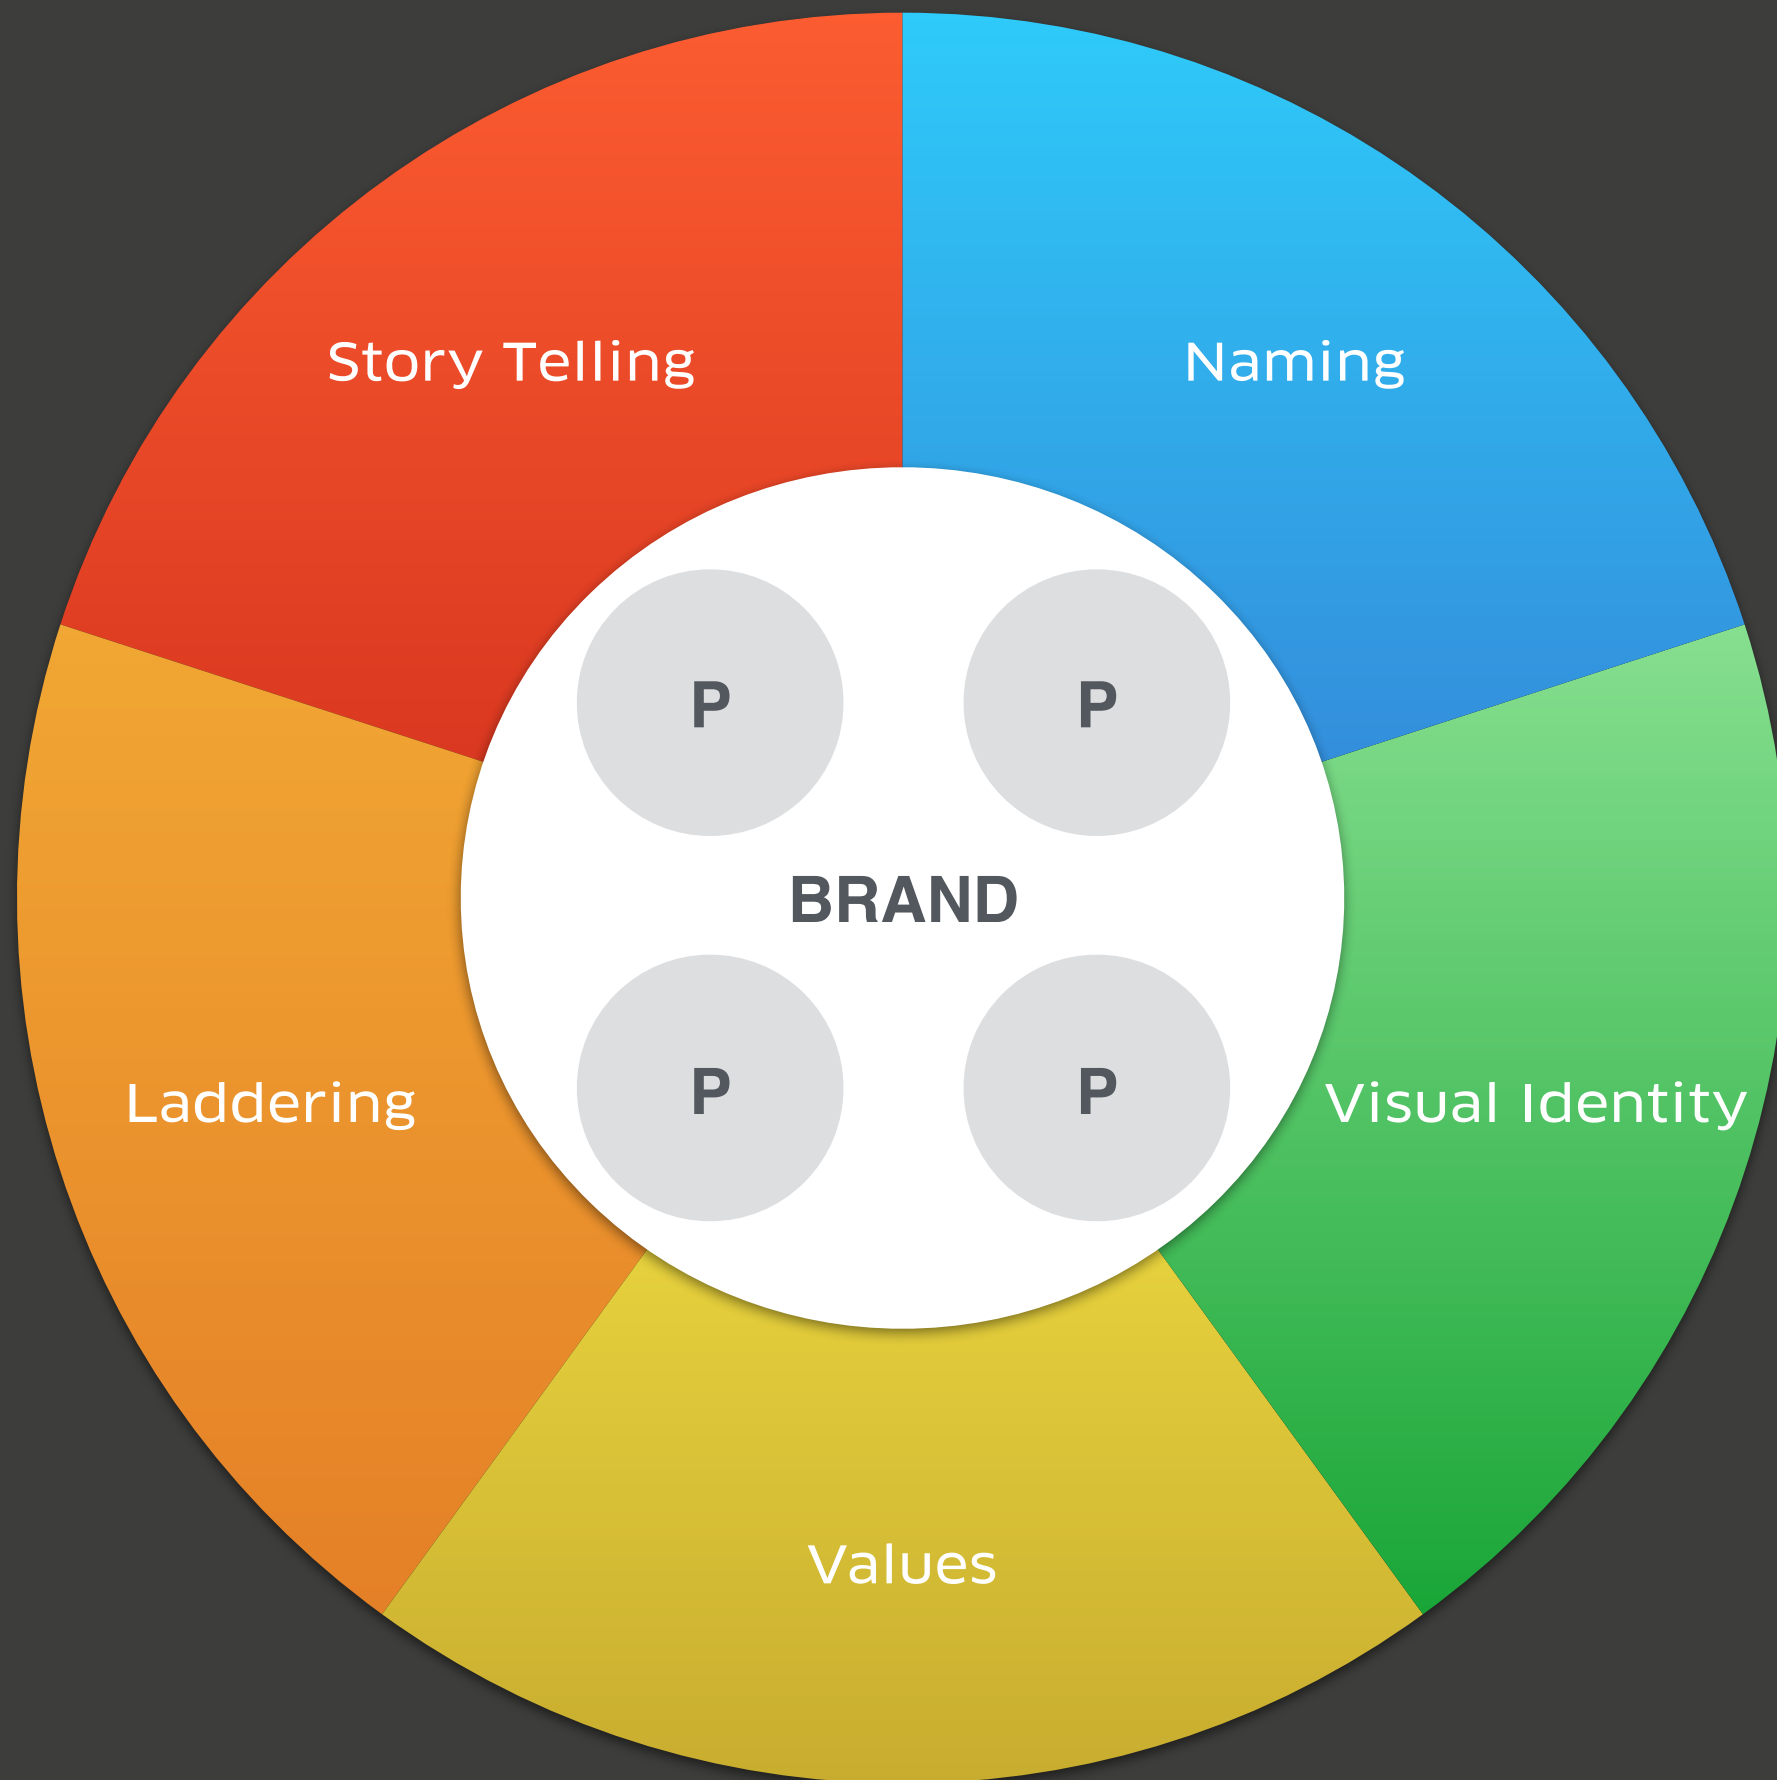 Story Telling
Naming
P
P
BRAND
Laddering
P
P
Visual Identity
Values